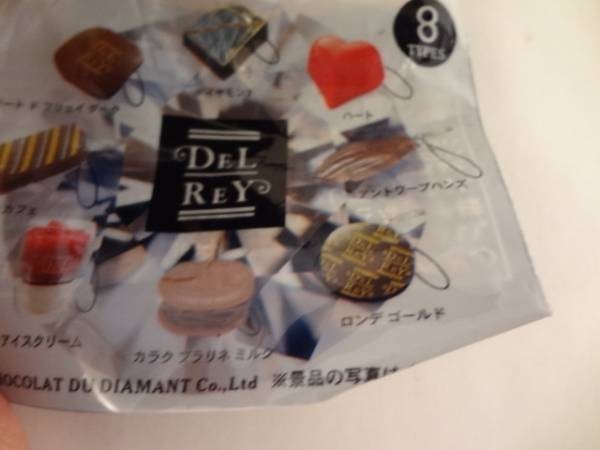 8
TYPES
ダイヤモンド
ハート
DEL
REY
カフェ
アントワープハンズ
アイスクリーム
カラク プラリネ ミルク
ロンデ ゴールド
CHOCOLAT DU DIAMANT Co.,Ltd ※景品の写真は